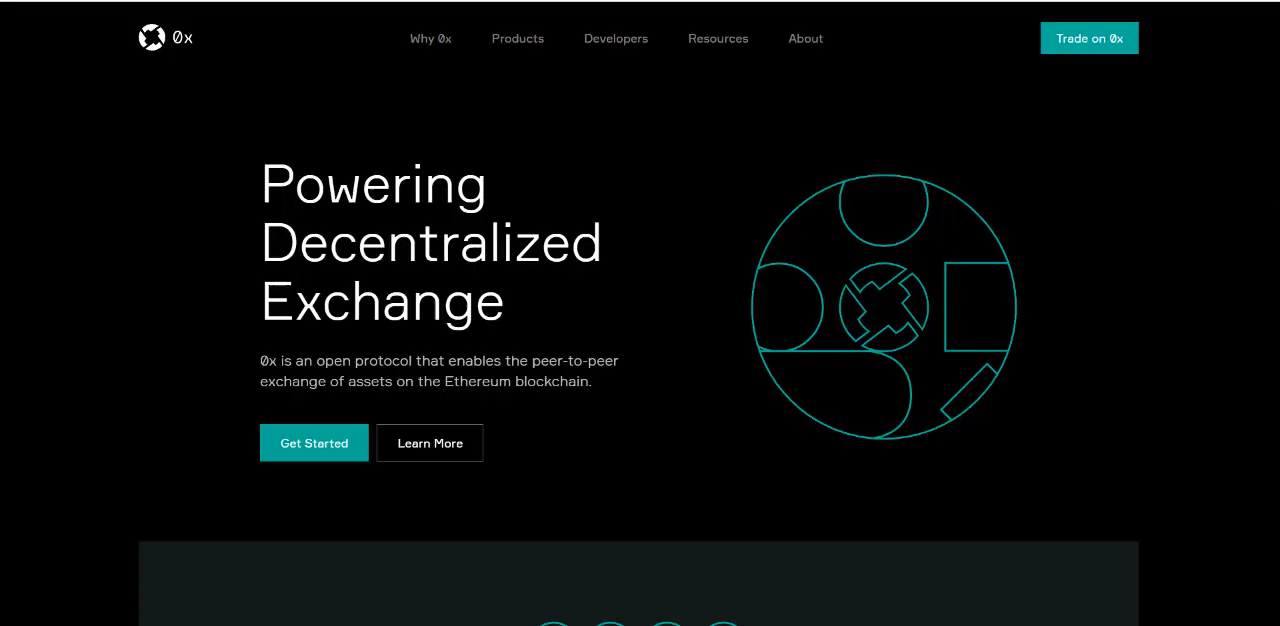 0x
Why 0x
Products
Developers
Resources
About
Trade on 0x
Powering
Decentralized
Exchange
0x is an open protocol that enables the peer-to-peer
exchange of assets on the Ethereum blockchain.
Get Started
Learn More